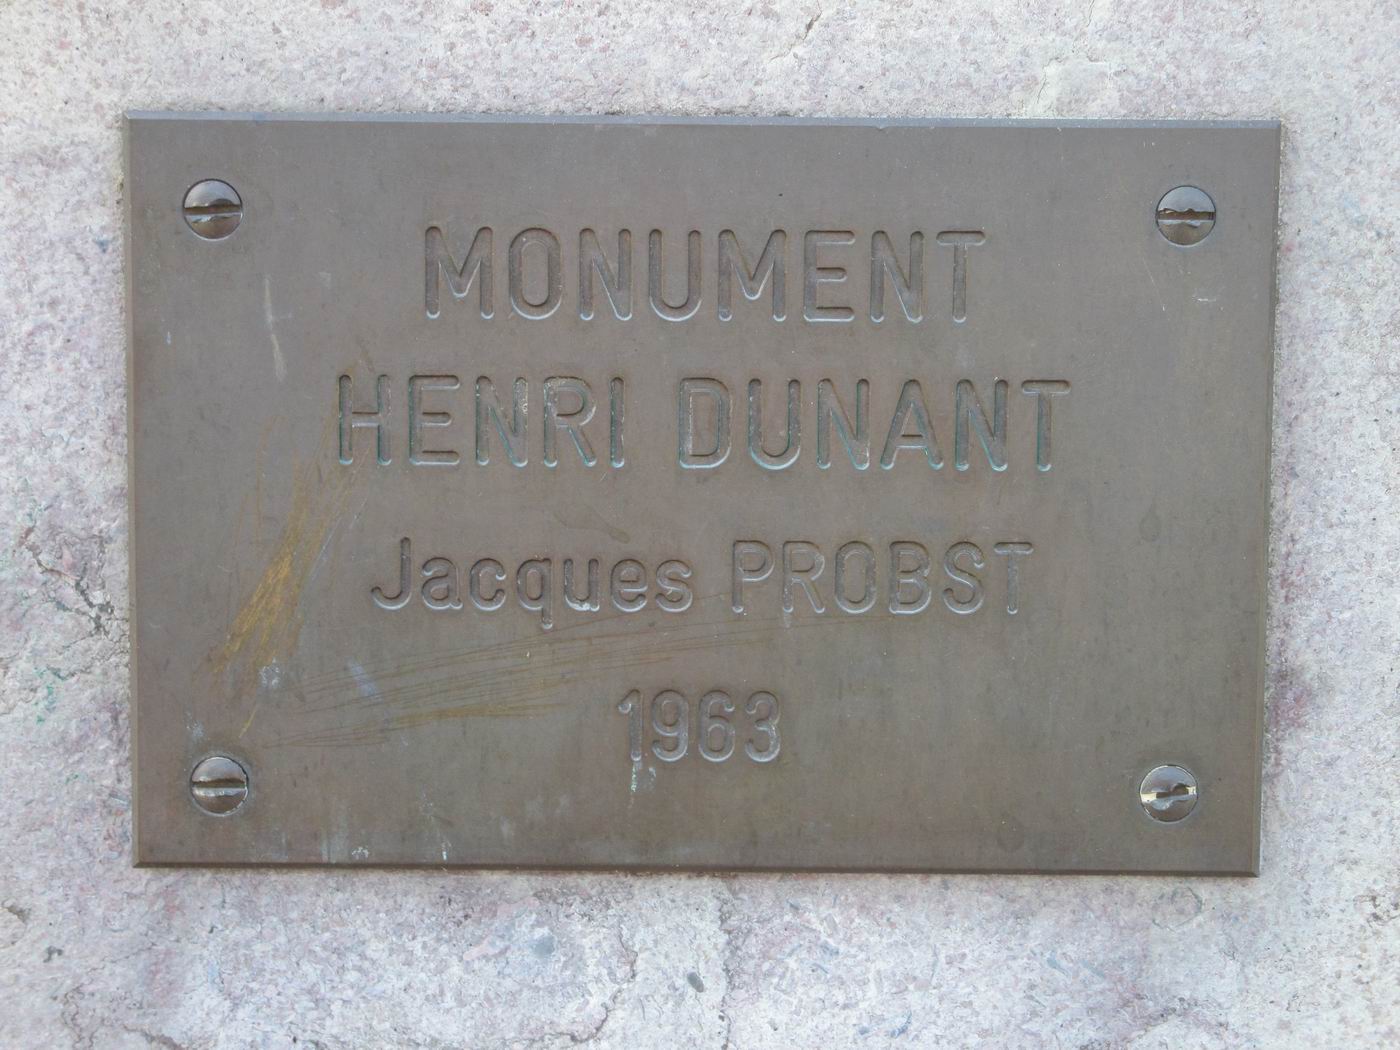 MONUMENT
HENRI DUNANT
Jacques PROBST
1963